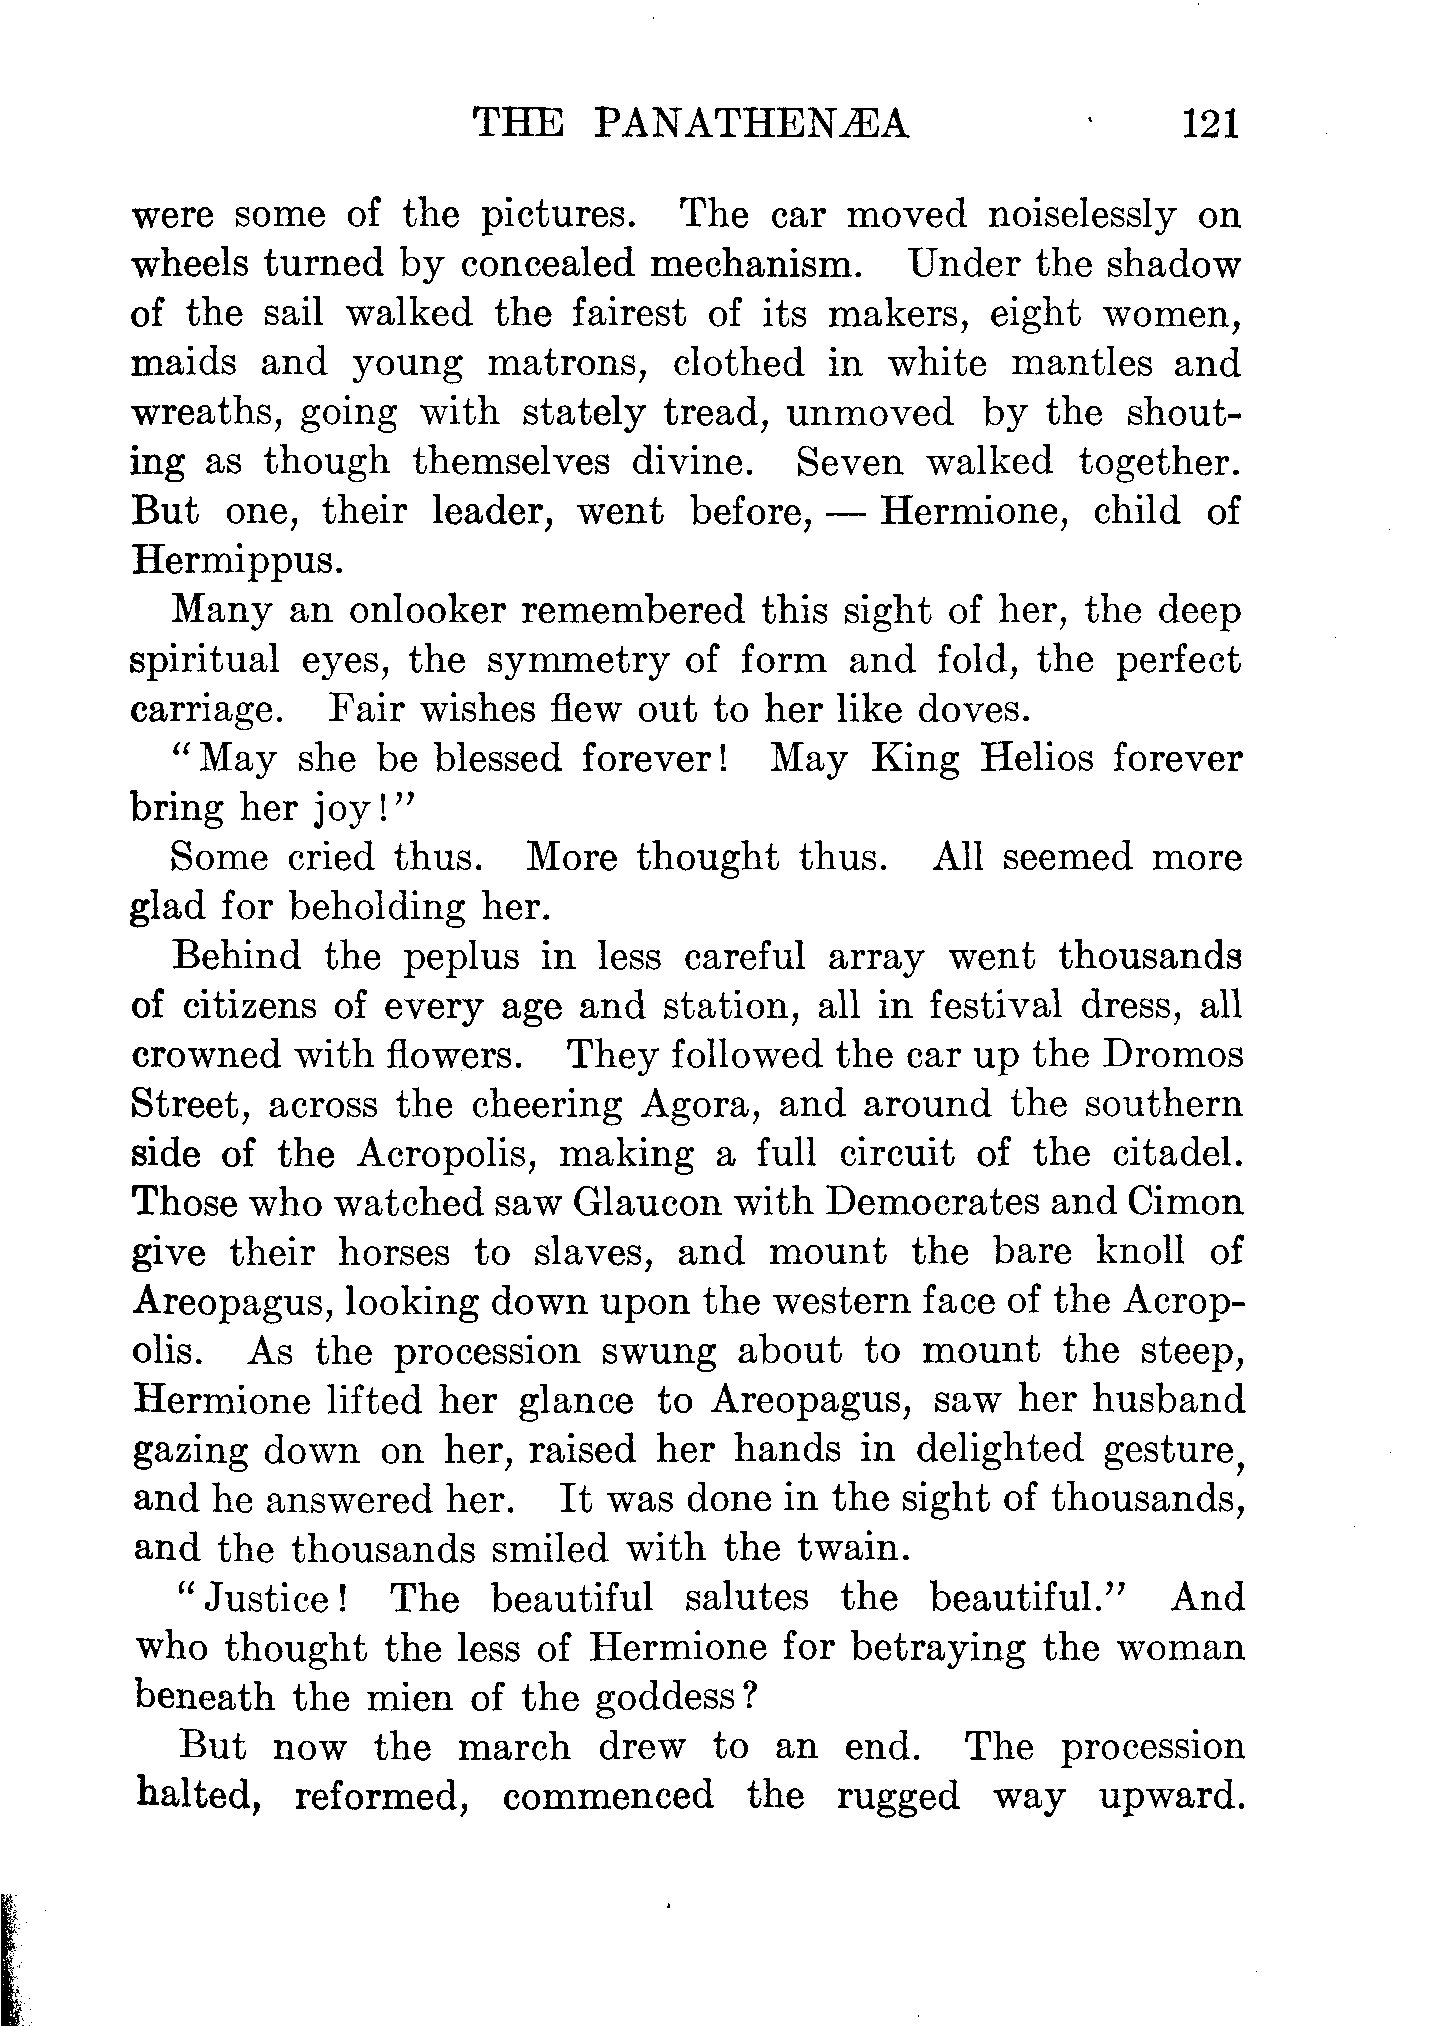 THE PANATHENÆA 121
were some of the pictures. The car moved noiselessly on
wheels turned by concealed mechanism. Under the shadow
of the sail walked the fairest of its makers, eight women,
maids and young matrons, clothed in white mantles and
wreaths, going with stately tread, unmoved by the shout-
ing as though themselves divine. Seven walked together.
But one, their leader, went before, — Hermione, child of
Hermippus.
Many an onlooker remembered this sight of her, the deep
spiritual eyes, the symmetry of form and fold, the perfect
carriage. Fair wishes flew out to her like doves.
“May she be blessed forever! May King Helios forever
bring her joy!”
Some cried thus. More thought thus. All seemed more
glad for beholding her.
Behind the peplus in less careful array went thousands
of citizens of every age and station, all in festival dress, all
crowned with flowers. They followed the car up the Dromos
Street, across the cheering Agora, and around the southern
side of the Acropolis, making a full circuit of the citadel.
Those who watched saw Glaucon with Democrates and Cimon
give their horses to slaves, and mount the bare knoll of
Areopagus, looking down upon the western face of the Acrop-
olis. As the procession swung about to mount the steep,
Hermione lifted her glance to Areopagus, saw her husband
gazing down on her, raised her hands in delighted gesture,
and he answered her. It was done in the sight of thousands,
and the thousands smiled with the twain.
“Justice! The beautiful salutes the beautiful.” And
who thought the less of Hermione for betraying the woman
beneath the mien of the goddess?
But now the march drew to an end. The procession
halted, reformed, commenced the rugged way upward.